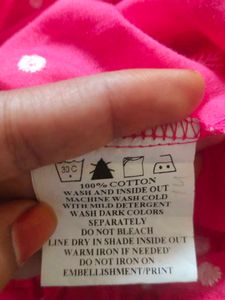 30 C
100% COTTON
WASH AND INSIDE OUT
MACHINE WASH COLD
WITH MILD DETERGENT
WASH DARK COLORS
SEPARATELY
DO NOT BLEACH
LINE DRY IN SHADE INSIDE OUT
WARM IRON IF NEEDED'
DO NOT IRON ON
EMBELLISHMENT/PRINT